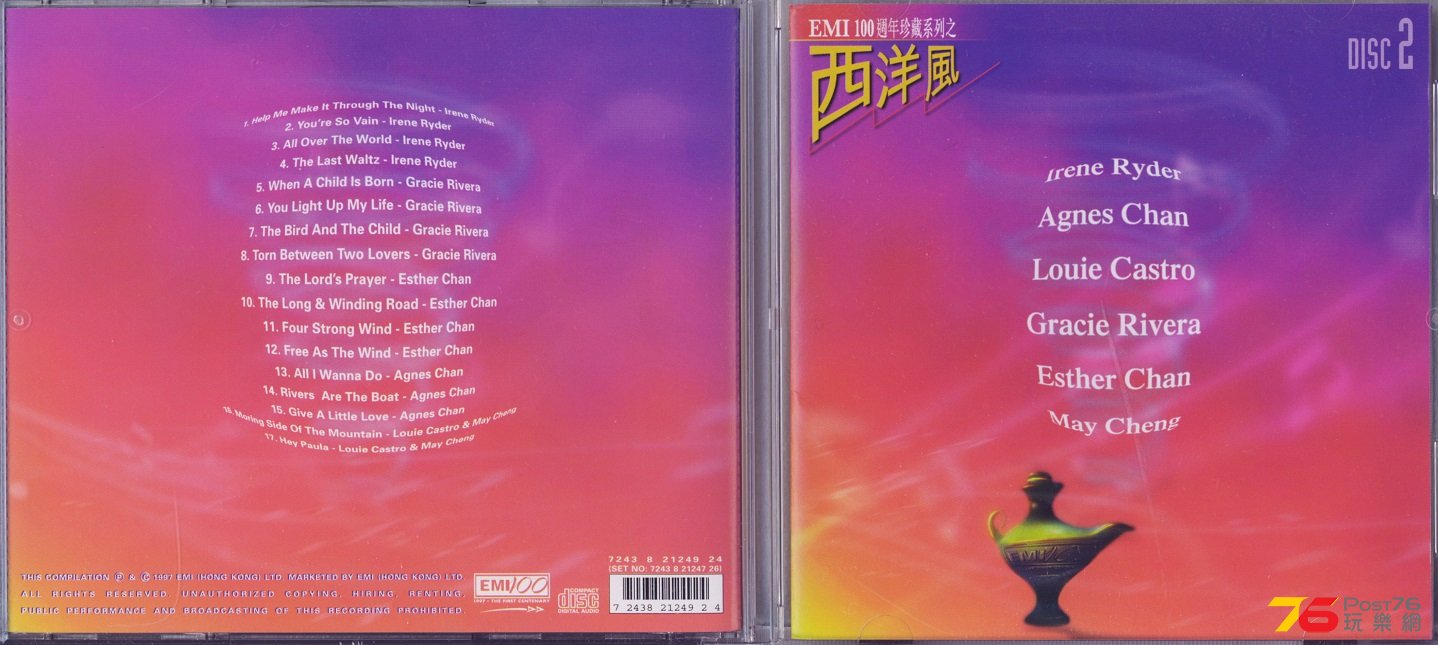 1. Help Me Make It Through The Night - Irene Ryder
2. You're So Vain - Irene Ryder
3. All Over The World - Irene Ryder
4. The Last Waltz - Irene Ryder
5. When A Child Is Born - Gracie Rivera
6. You Light Up My Life - Gracie Rivera
7. The Bird And The Child - Gracie Rivera
8. Torn Between Two Lovers - Gracie Rivera
9. The Lord's Prayer - Esther Chan
10. The Long & Winding Road - Esther Chan
11. Four Strong Wind - Esther Chan
12. Free As The Wind - Esther Chan
13. All I Wanna Do - Agnes Chan
14. Rivers Are The Boat - Agnes Chan
15. Give A Little Love - Agnes Chan
16. Moring Side Of The Mountain - Louie Castro & May Cheng
17. Hey Paula - Louie Castro & May Cheng
THIS COMPILATION Ⓟ & © 1997 EMI (HONG KONG) LTD. MARKETED BY EMI (HONG KONG) LTD.
ALL RIGHTS RESERVED. UNAUTHORIZED COPYING, HIRING, RENTING,
PUBLIC PERFORMANCE AND BROADCASTING OF THIS RECORDING PROHIBITED.
EMI100
1997 - THE FIRST CENTENARY
COMPACT
disc
DIGITAL AUDIO
7243 8 21249 24
(SET NO: 7243 8 21247 26)
7 24382 21249 2 4
EMI 100 週年珍藏系列之
西洋風
DISC 2
Irene Ryder
Agnes Chan
Louie Castro
Gracie Rivera
Esther Chan
May Cheng
EMI100
76 Post76
玩樂網